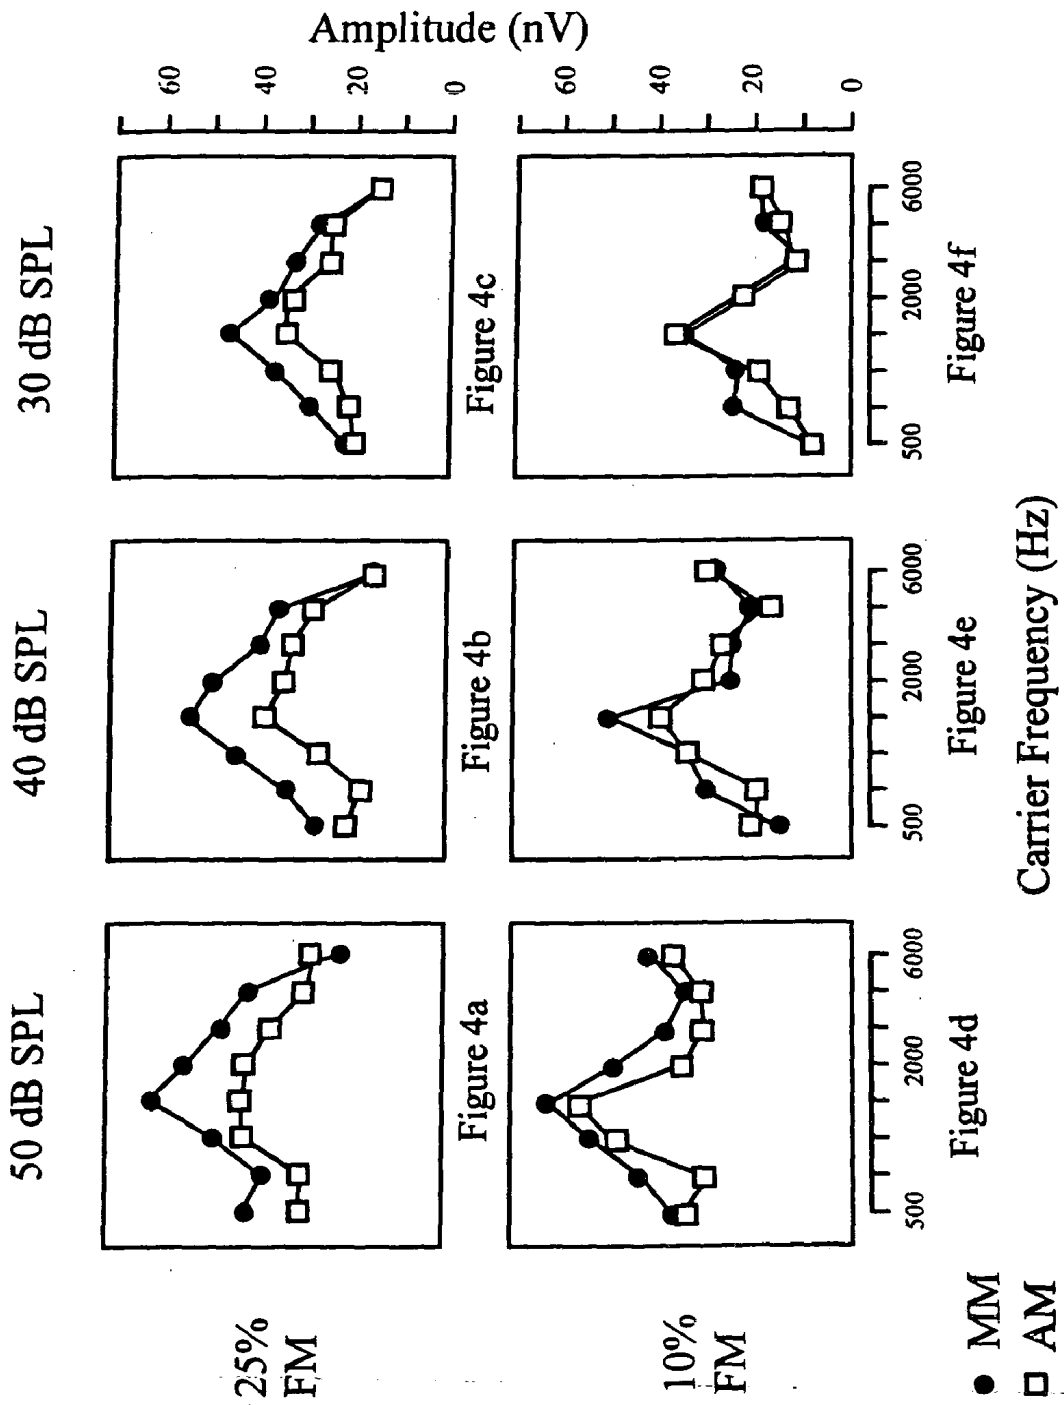 50 dB SPL
40 dB SPL
30 dB SPL
25%
FM
60
40
20
0
Amplitude (nV)
Figure 4a
Figure 4b
Figure 4c
10%
FM
60
40
20
0
500
2000
6000
500
2000
6000
500
2000
6000
Figure 4d
Figure 4e
Figure 4f
Carrier Frequency (Hz)
MM
AM